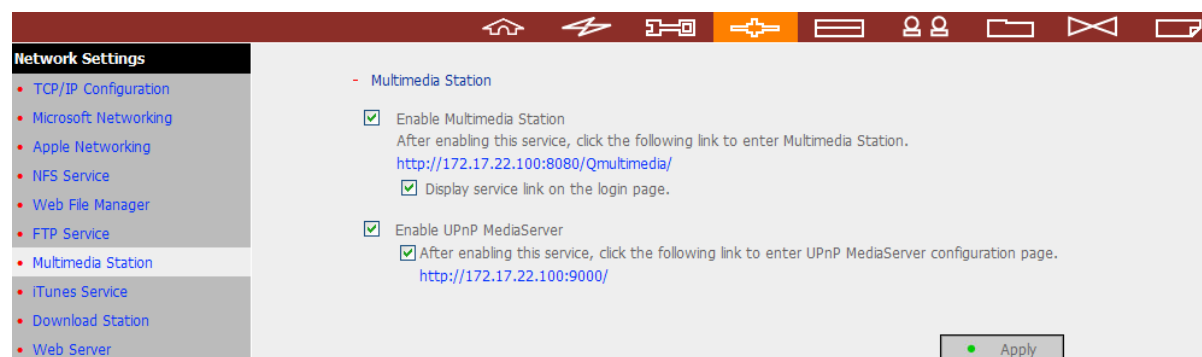 Network Settings
• TCP/IP Configuration
• Microsoft Networking
• Apple Networking
• NFS Service
• Web File Manager
• FTP Service
• Multimedia Station
• iTunes Service
• Download Station
• Web Server
- Multimedia Station
Enable Multimedia Station
After enabling this service, click the following link to enter Multimedia Station.
http://172.17.22.100:8080/Qmultimedia/
Display service link on the login page.
Enable UPnP MediaServer
After enabling this service, click the following link to enter UPnP MediaServer configuration page.
http://172.17.22.100:9000/
• Apply